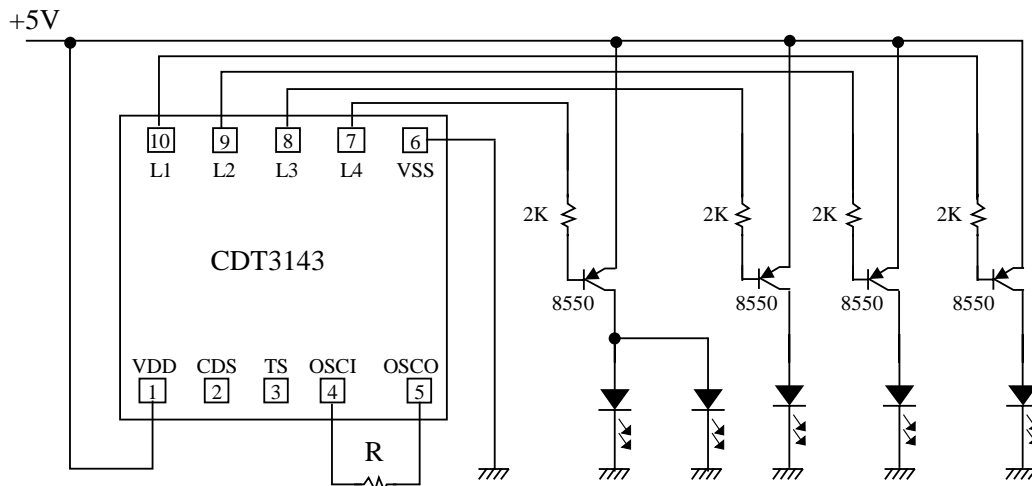 +5V
10 9 8 7 6
L1 L2 L3 L4 VSS
2K 2K 2K 2K
CDT3143
8550 8550 8550 8550
VDD CDS TS OSCI OSCO
1 2 3 4 5
R